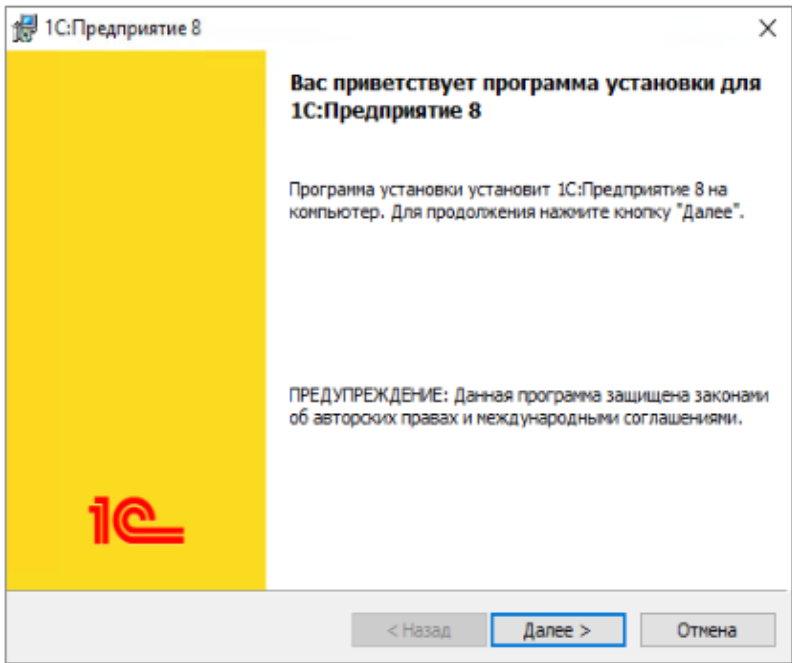 1С:Предприятие 8
Вас приветствует программа установки для
1С:Предприятие 8
Программа установки установит 1С:Предприятие 8 на
компьютер. Для продолжения нажмите кнопку "Далее".
ПРЕДУПРЕЖДЕНИЕ: Данная программа защищена законами
об авторских правах и международными соглашениями.
1С
< Назад
Далее >
Отмена